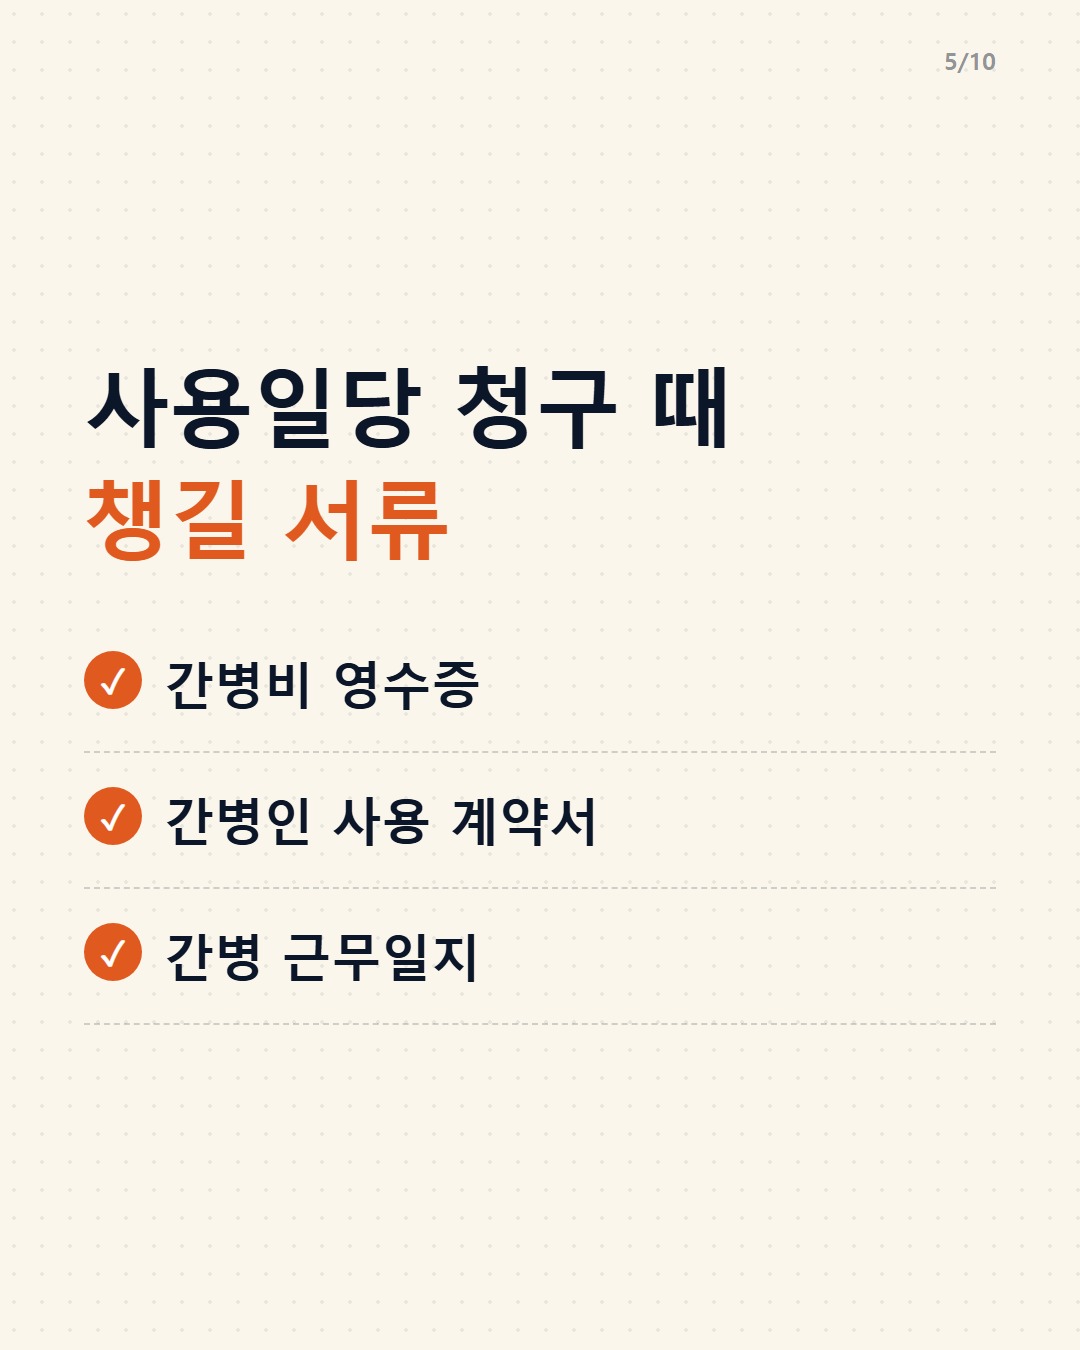 5/10
사용일당 청구 때
챙길 서류
간병비 영수증
간병인 사용 계약서
간병 근무일지